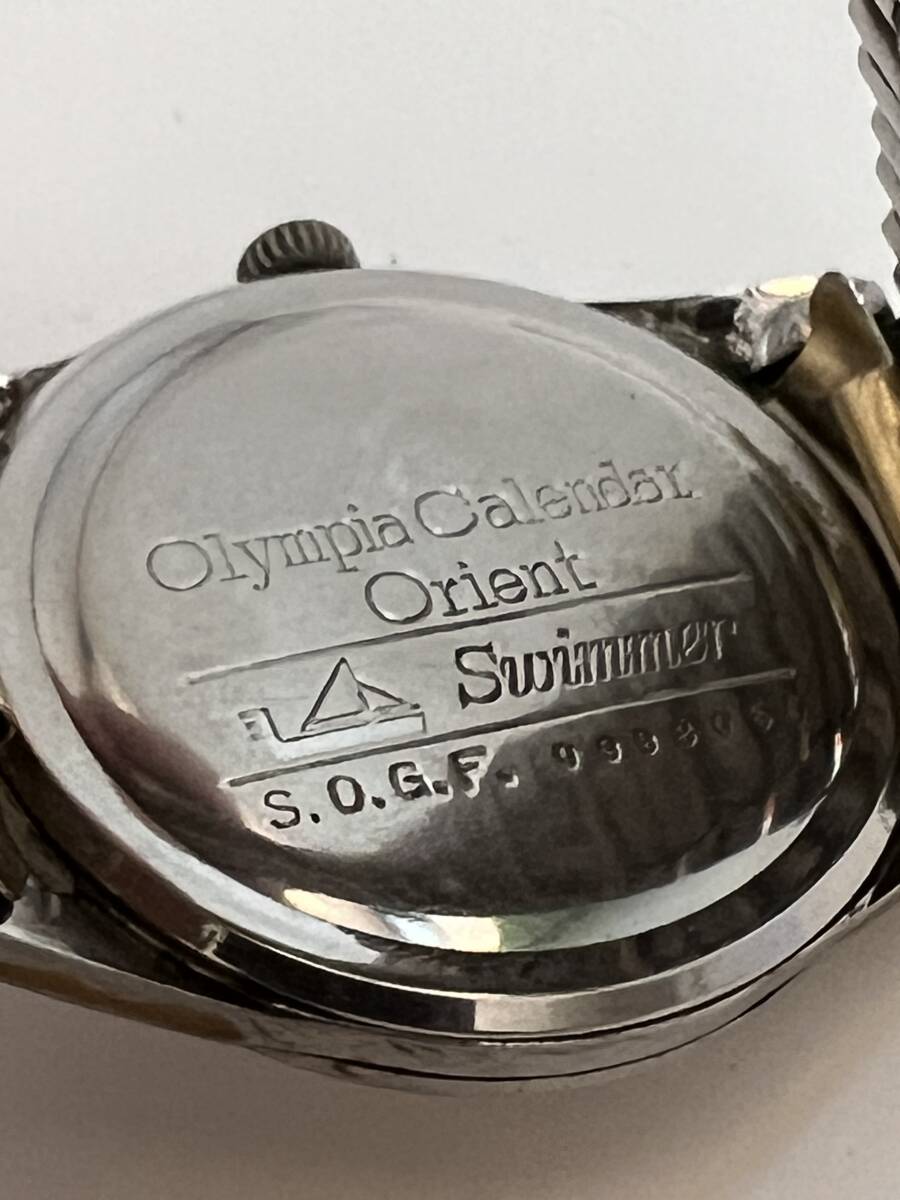 Olympia Calendar
Orient
Swimmer
S.O.G.F.